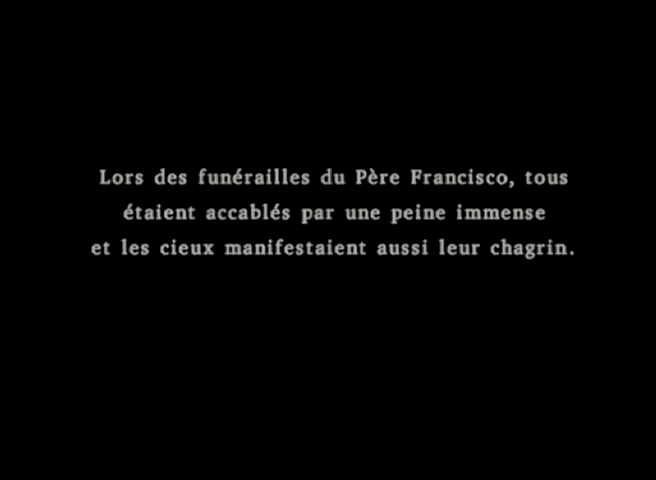 Lors des funérailles du Père Francisco, tous
étaient accablés par une peine immense
et les cieux manifestaient aussi leur chagrin.